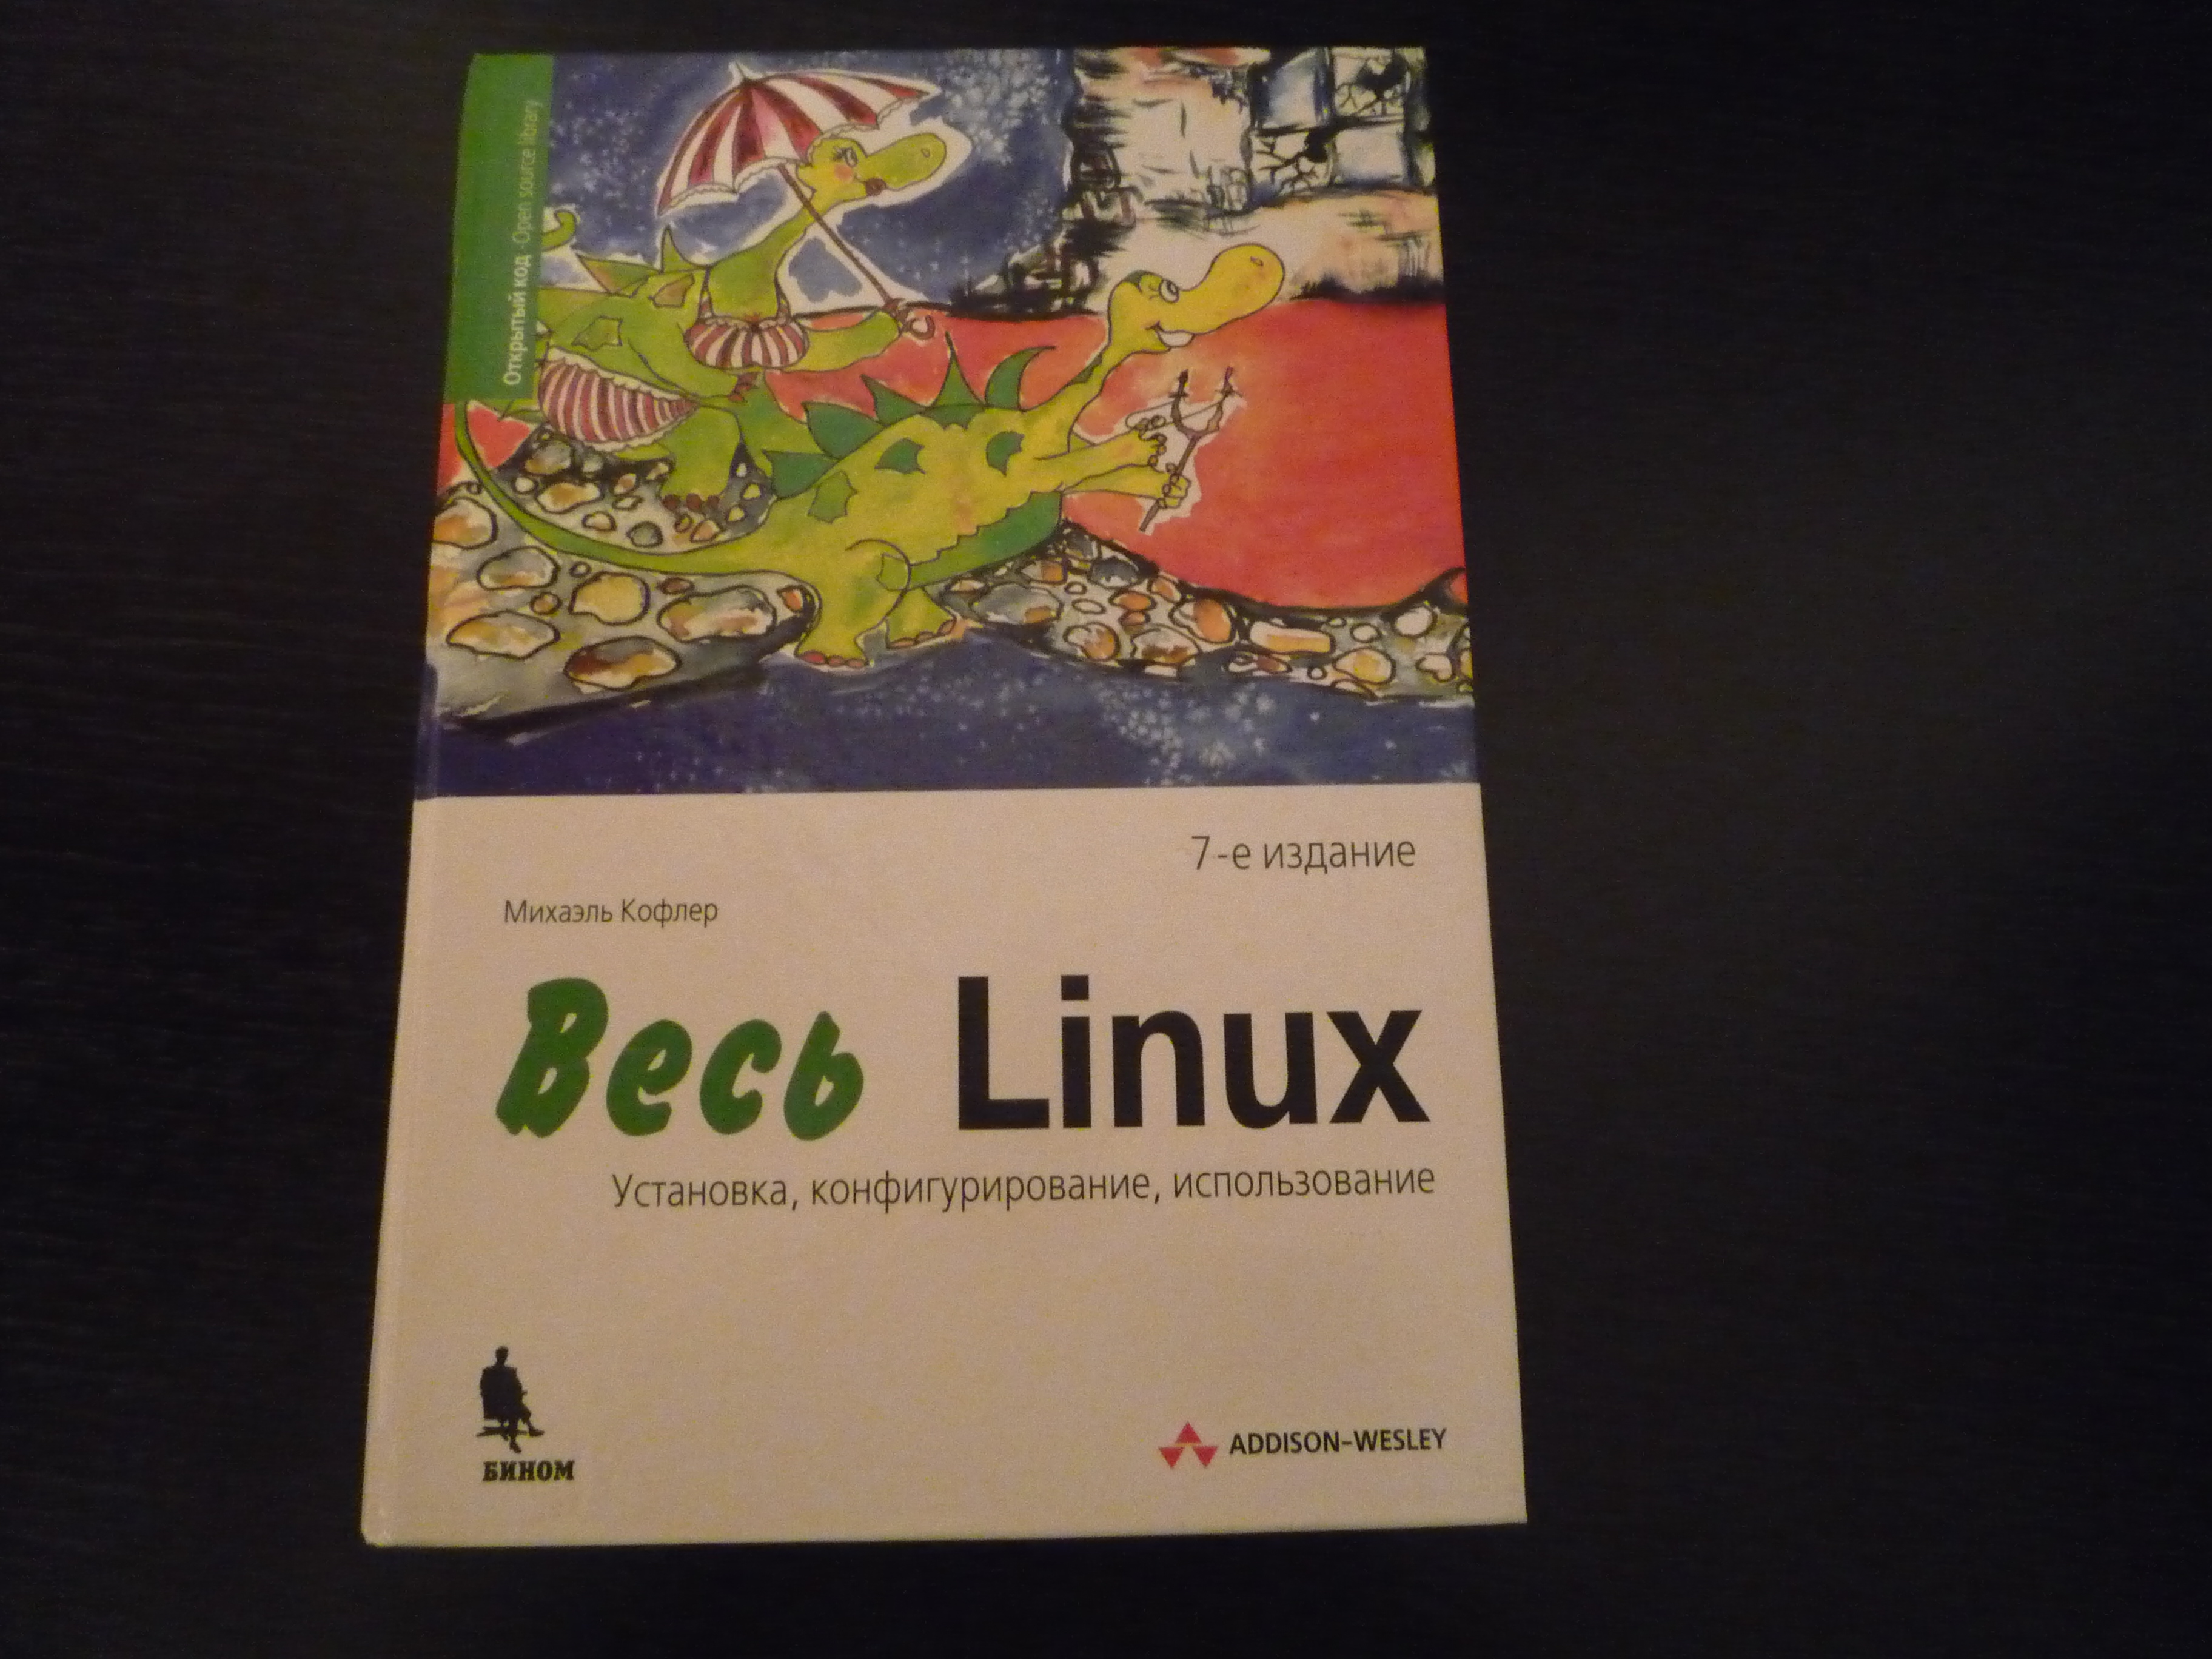 Открытый код · Open source library
7-е издание
Михаэль Кофлер
Весь Linux
Установка, конфигурирование, использование
БИНОМ
ADDISON-WESLEY